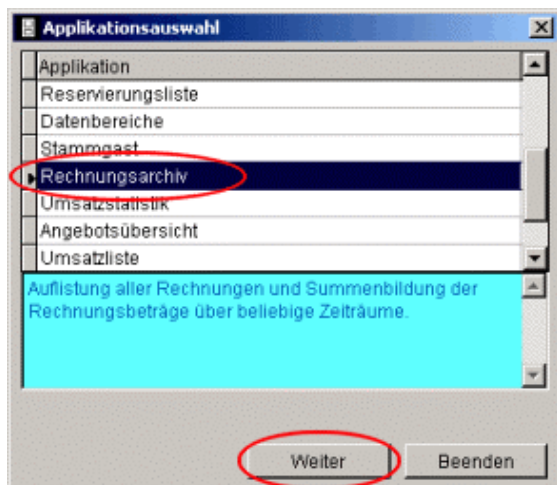 Applikationsauswahl
Applikation
Reservierungsliste
Datenbereiche
Stammgast
Rechnungsarchiv
Umsatzstatistik
Angebotsübersicht
Umsatzliste
Auflistung aller Rechnungen und Summenbildung der
Rechnungsbeträge über beliebige Zeiträume.
Weiter Beenden